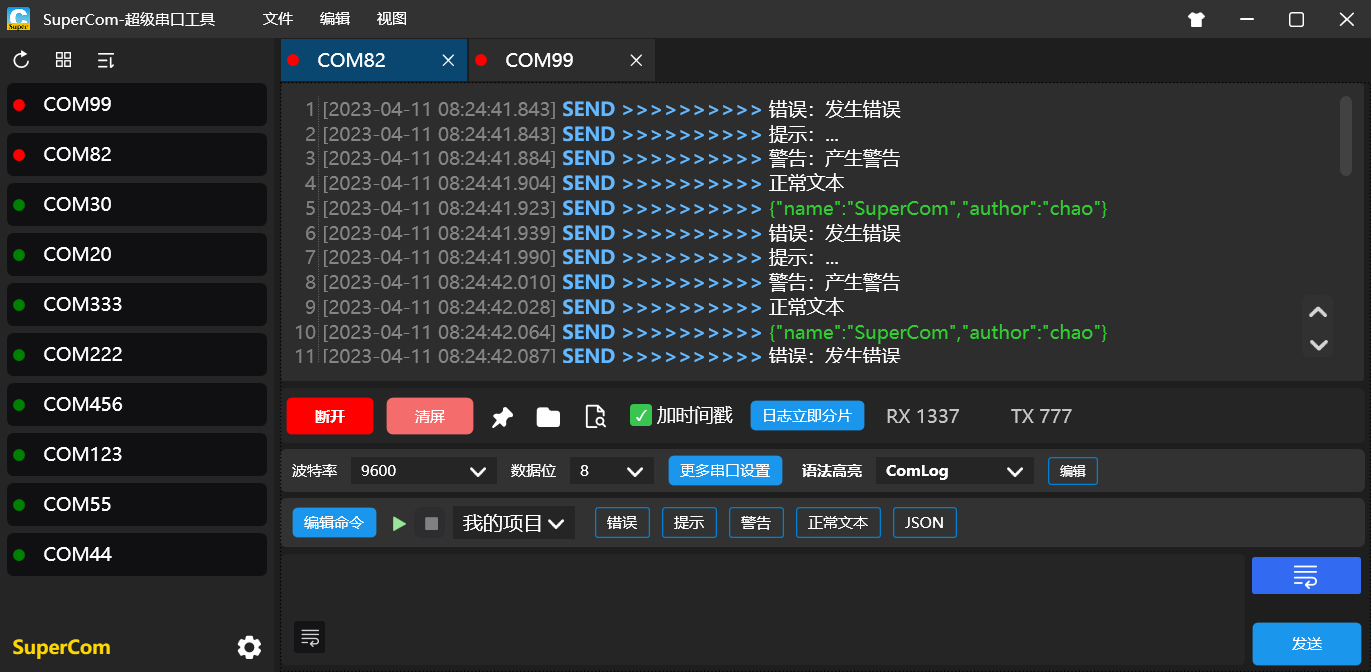 SuperCom-超级串口工具 文件 编辑 视图
COM99
COM82
COM30
COM20
COM333
COM222
COM456
COM123
COM55
COM44
SuperCom
COM82 COM99
1 [2023-04-11 08:24:41.843] SEND >>>>>>>>>> 错误：发生错误
2 [2023-04-11 08:24:41.843] SEND >>>>>>>>>> 提示：...
3 [2023-04-11 08:24:41.884] SEND >>>>>>>>>> 警告：产生警告
4 [2023-04-11 08:24:41.904] SEND >>>>>>>>>> 正常文本
5 [2023-04-11 08:24:41.923] SEND >>>>>>>>>> {"name":"SuperCom","author":"chao"}
6 [2023-04-11 08:24:41.939] SEND >>>>>>>>>> 错误：发生错误
7 [2023-04-11 08:24:41.990] SEND >>>>>>>>>> 提示：...
8 [2023-04-11 08:24:42.010] SEND >>>>>>>>>> 警告：产生警告
9 [2023-04-11 08:24:42.028] SEND >>>>>>>>>> 正常文本
10 [2023-04-11 08:24:42.064] SEND >>>>>>>>>> {"name":"SuperCom","author":"chao"}
11 [2023-04-11 08:24:42.087] SEND >>>>>>>>>> 错误：发生错误
断开 清屏 加时间戳 日志立即分片 RX 1337 TX 777
波特率 9600 数据位 8 更多串口设置 语法高亮 ComLog 编辑
编辑命令 我的项目 错误 提示 警告 正常文本 JSON
发送